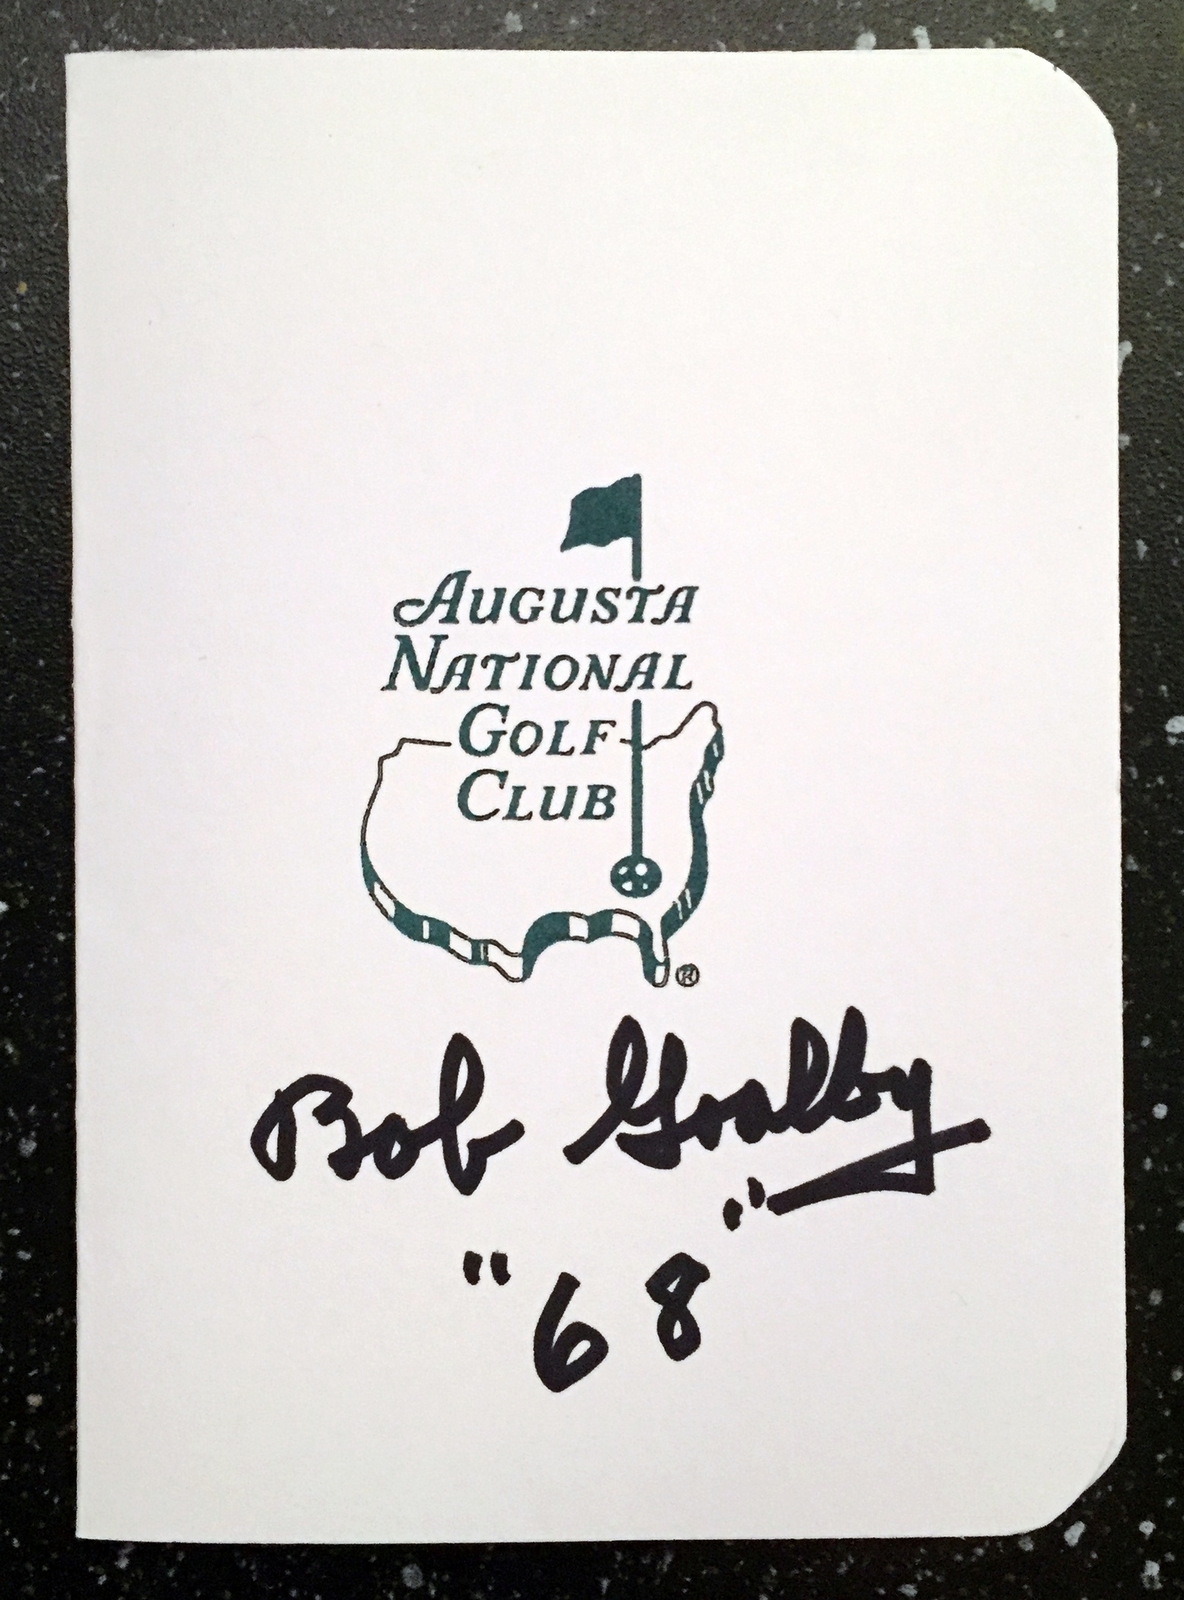 AUGUSTA
NATIONAL
GOLF
CLUB
®
Bob Goalby
"68"